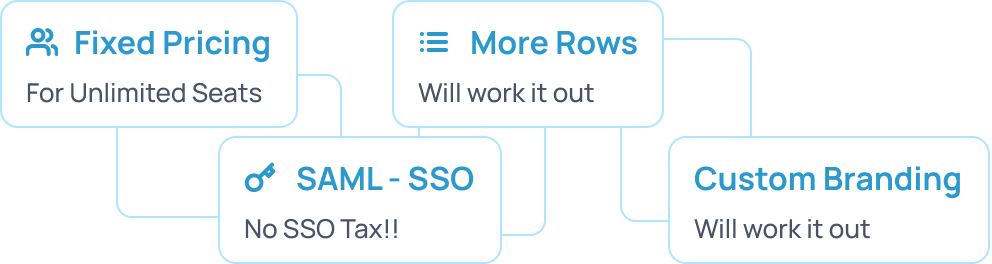 Fixed Pricing
For Unlimited Seats
More Rows
Will work it out
SAML - SSO
No SSO Tax!!
Custom Branding
Will work it out